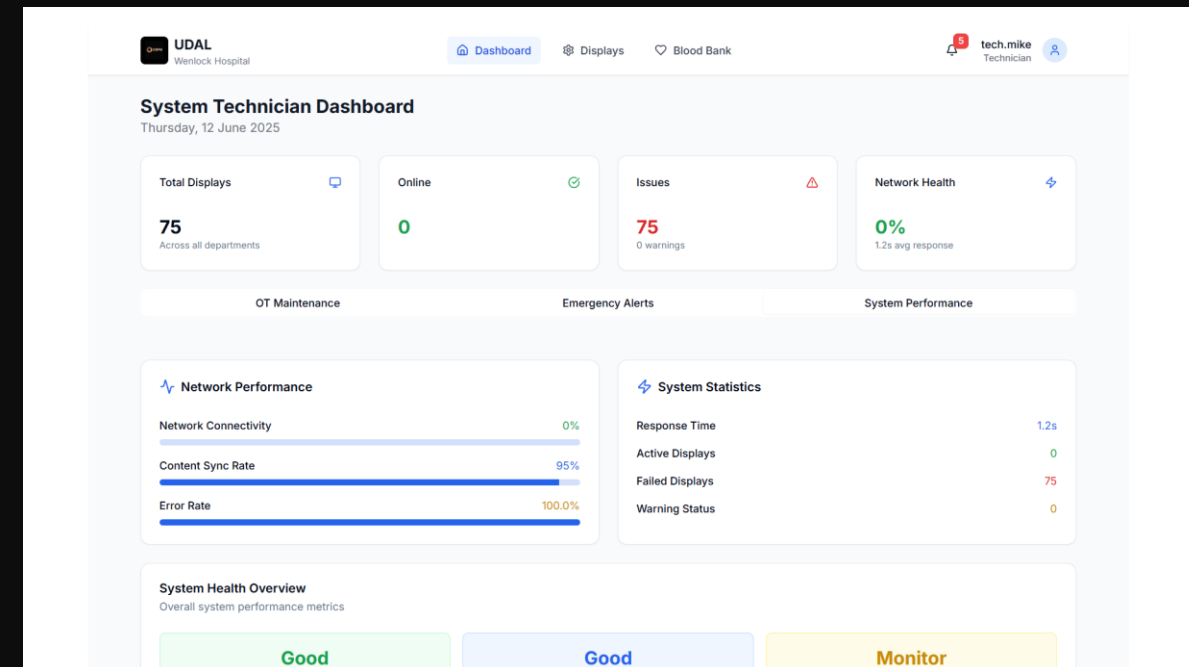 UDAL
Wenlock Hospital
Dashboard
Displays
Blood Bank
5
tech.mike
Technician
System Technician Dashboard
Thursday, 12 June 2025
Total Displays
75
Across all departments
Online
0
Issues
75
0 warnings
Network Health
0%
1.2s avg response
OT Maintenance
Emergency Alerts
System Performance
Network Performance
Network Connectivity 0%
Content Sync Rate 95%
Error Rate 100.0%
System Statistics
Response Time 1.2s
Active Displays 0
Failed Displays 75
Warning Status 0
System Health Overview
Overall system performance metrics
Good
Good
Monitor